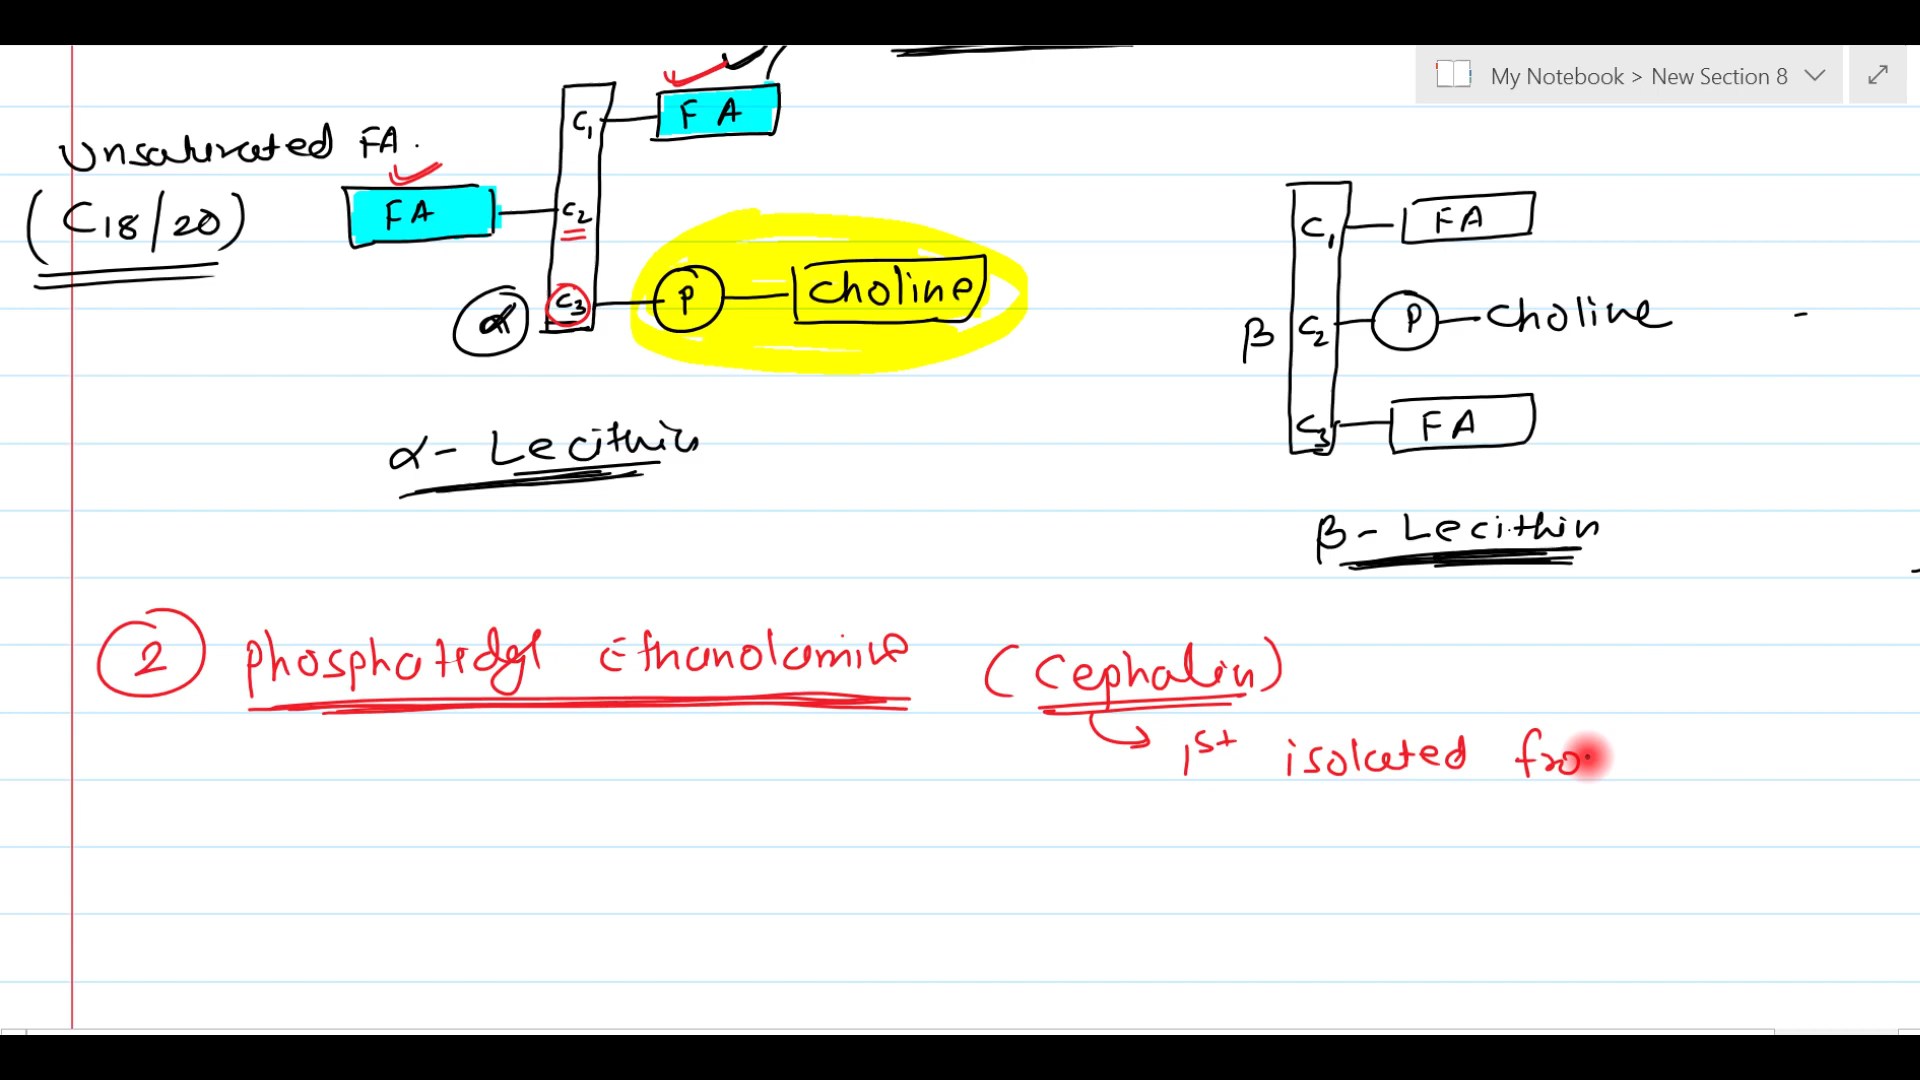 My Notebook > New Section 8
C1 FA
Unsaturated FA.
(C18/20) FA C2
α C3 P Choline
α- Lecithin
C1 FA
β C2 P Choline
C3 FA
β- Lecithin
2 Phosphatidyl Ethanolamine (Cephalin)
1st isolated fro